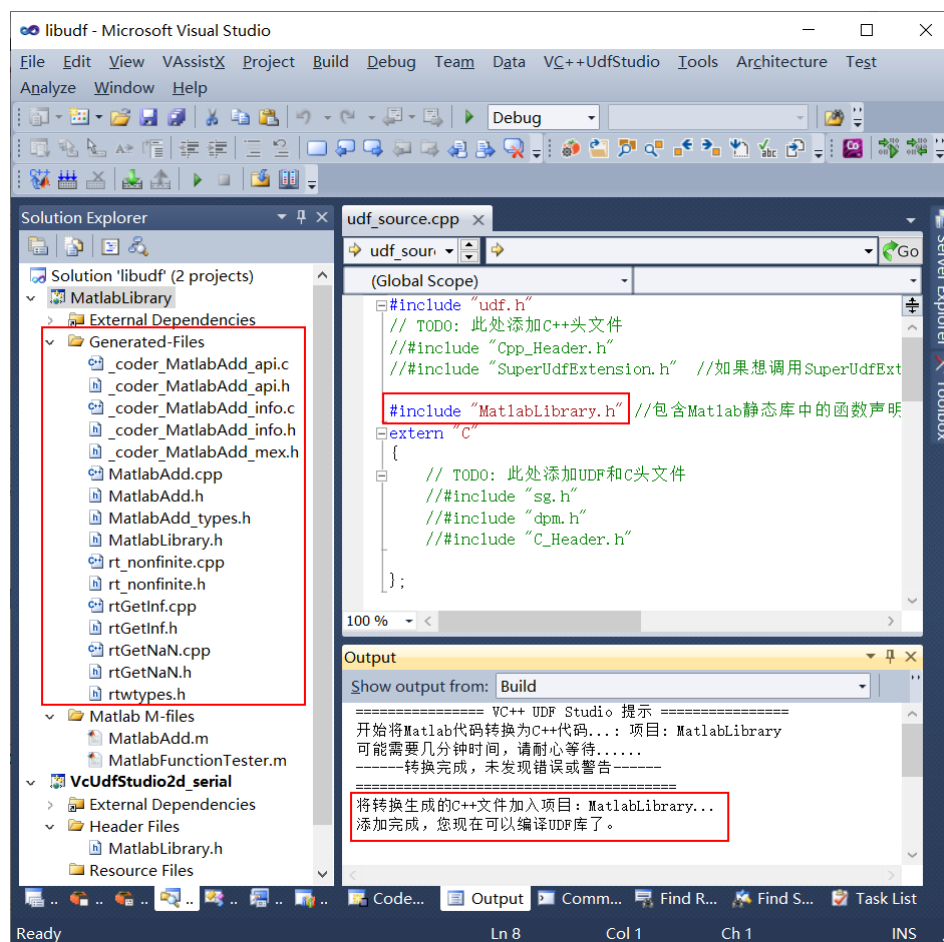 libudf - Microsoft Visual Studio
File Edit View VAssistX Project Build Debug Team Data VC++UdfStudio Tools Architecture Test
Analyze Window Help
Debug
Solution Explorer
Solution 'libudf' (2 projects)
MatlabLibrary
External Dependencies
Generated-Files
_coder_MatlabAdd_api.c
_coder_MatlabAdd_api.h
_coder_MatlabAdd_info.c
_coder_MatlabAdd_info.h
_coder_MatlabAdd_mex.h
MatlabAdd.cpp
MatlabAdd.h
MatlabAdd_types.h
MatlabLibrary.h
rt_nonfinite.cpp
rt_nonfinite.h
rtGetInf.cpp
rtGetInf.h
rtGetNaN.cpp
rtGetNaN.h
rtwtypes.h
Matlab M-files
MatlabAdd.m
MatlabFunctionTester.m
VcUdfStudio2d_serial
External Dependencies
Header Files
MatlabLibrary.h
Resource Files
udf_source.cpp
udf_sour
Go
(Global Scope)
#include "udf.h"
// TODO: 此处添加C++头文件
//#include "Cpp_Header.h"
//#include "SuperUdfExtension.h" //如果想调用SuperUdfExt
#include "MatlabLibrary.h" //包含Matlab静态库中的函数声明
extern "C"
{
// TODO: 此处添加UDF和C头文件
//#include "sg.h"
//#include "dpm.h"
//#include "C_Header.h"
};
100 %
Output
Show output from: Build
================ VC++ UDF Studio 提示 ================
开始将Matlab代码转换为C++代码...: 项目: MatlabLibrary
可能需要几分钟时间, 请耐心等待......
------转换完成, 未发现错误或警告------
========================================
将转换生成的C++文件加入项目: MatlabLibrary...
添加完成, 您现在可以编译UDF库了。
Server Explorer
Toolbox
.. .. .. .. .. .. .. Code... Output Comm... Find R... Find S... Task List
Ready Ln 8 Col 1 Ch 1 INS